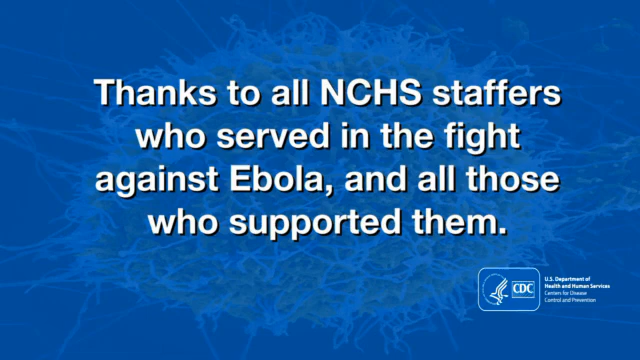 Thanks to all NCHS staffers
who served in the fight
against Ebola, and all those
who supported them.
CDC
U.S. Department of
Health and Human Services
Centers for Disease
Control and Prevention